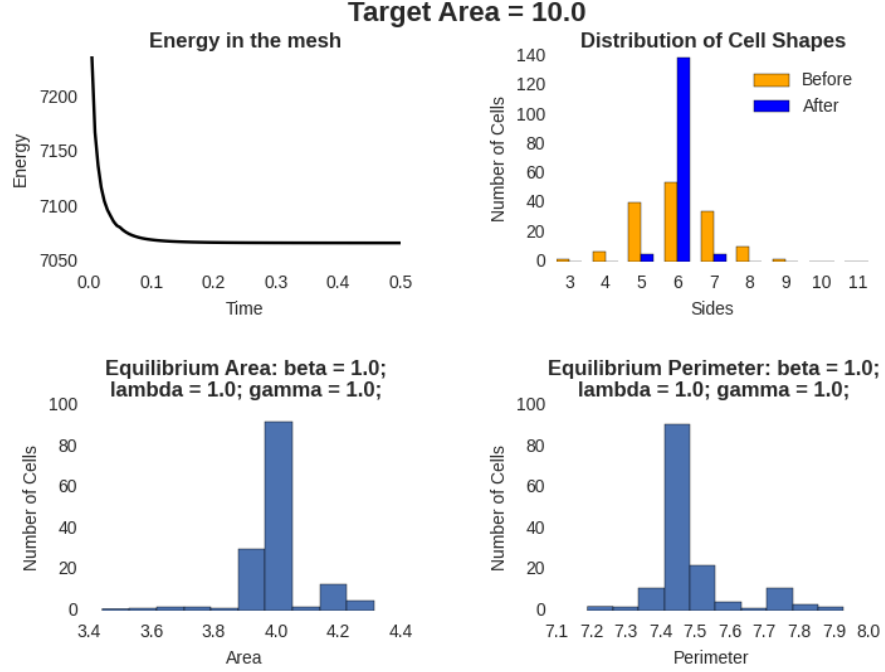 Target Area = 10.0
Energy in the mesh
7200
7150
7100
7050
Energy
0.0 0.1 0.2 0.3 0.4 0.5
Time
Distribution of Cell Shapes
140
120
100
80
60
40
20
0
Number of Cells
Before
After
3 4 5 6 7 8 9 10 11
Sides
Equilibrium Area: beta = 1.0;
lambda = 1.0; gamma = 1.0;
100
80
60
40
20
0
Number of Cells
3.4 3.6 3.8 4.0 4.2 4.4
Area
Equilibrium Perimeter: beta = 1.0;
lambda = 1.0; gamma = 1.0;
100
80
60
40
20
0
Number of Cells
7.1 7.2 7.3 7.4 7.5 7.6 7.7 7.8 7.9 8.0
Perimeter